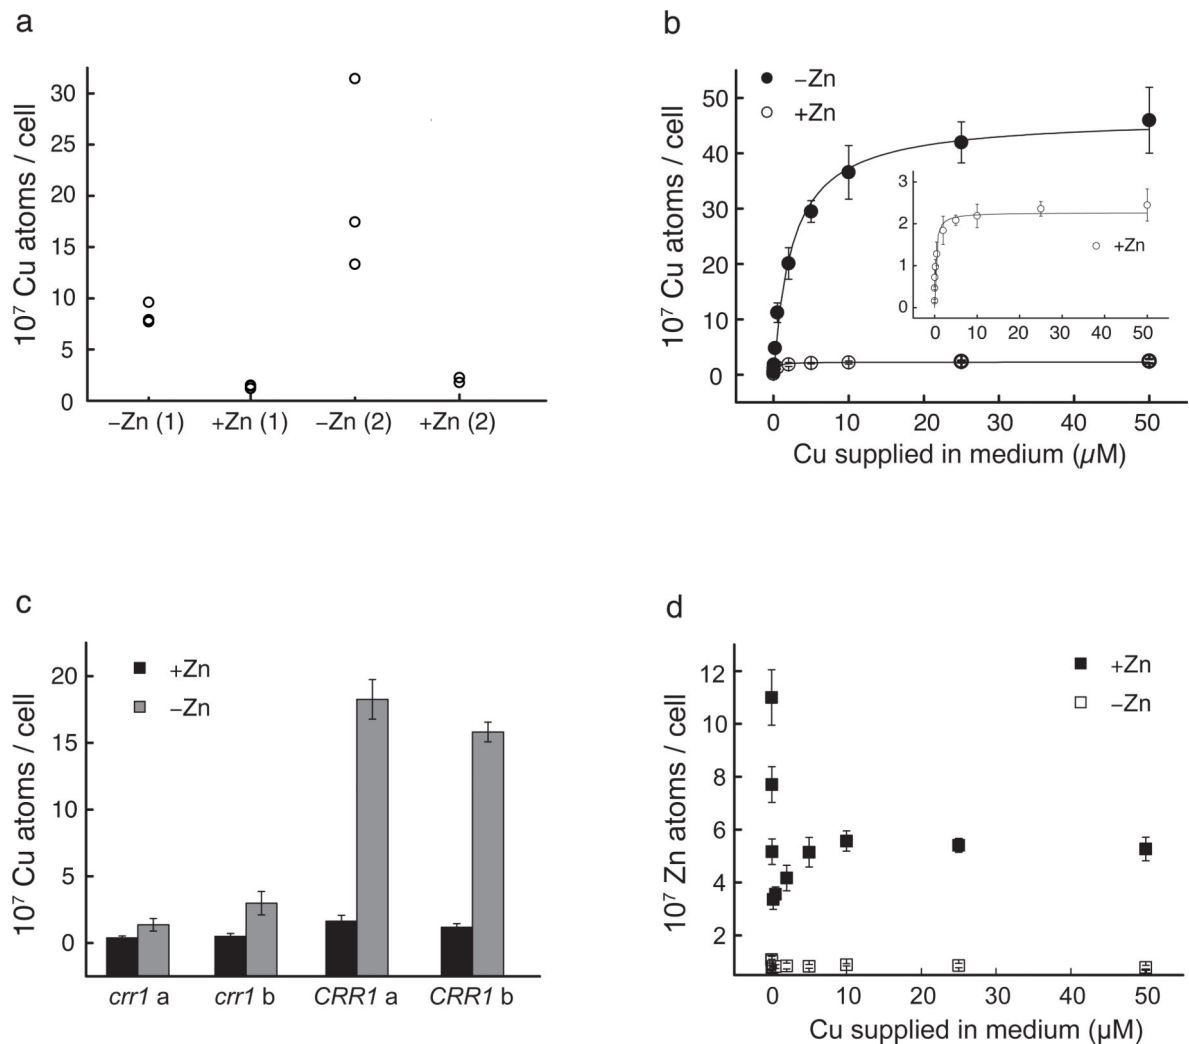 a
10⁷ Cu atoms / cell
30
25
20
15
10
5
0
−Zn (1) +Zn (1) −Zn (2) +Zn (2)
b
−Zn
+Zn
10⁷ Cu atoms / cell
50
40
30
20
10
0
0 10 20 30 40 50
Cu supplied in medium (µM)
3
2
1
0
+Zn
0 10 20 30 40 50
c
+Zn
−Zn
10⁷ Cu atoms / cell
20
15
10
5
0
crr1 a crr1 b CRR1 a CRR1 b
d
+Zn
−Zn
10⁷ Zn atoms / cell
12
10
8
6
4
2
0 10 20 30 40 50
Cu supplied in medium (µM)